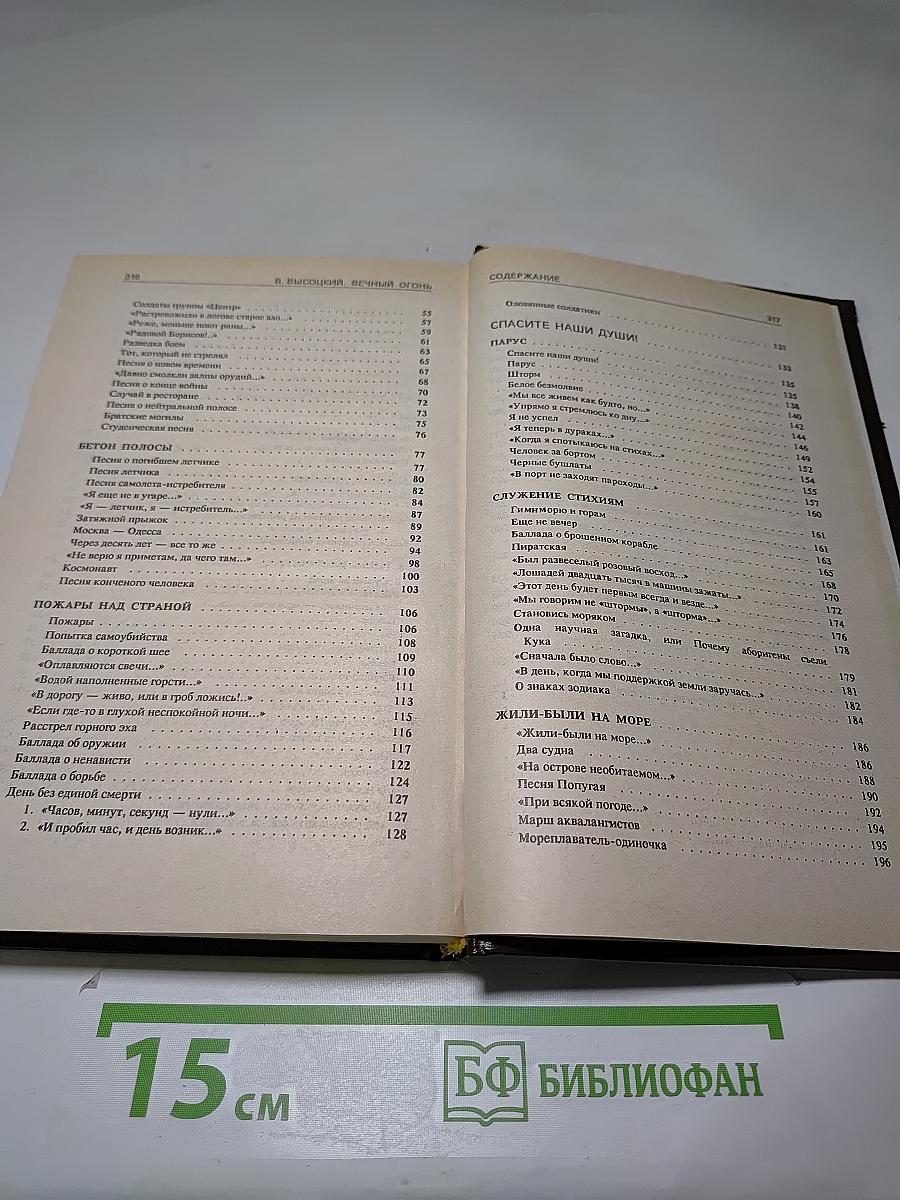 316 В. ВЫСОЦКИЙ. ВЕЧНЫЙ ОГОНЬ
Солдаты группы «Центр» 55
«Растревожили в логове старое зло...» 57
«Реже, меньше ноют раны...» 59
«Рядовой Борисов!..» 61
Разведка боем 63
Тот, который не стрелял 65
Песня о новом времени 67
«Давно смолкли залпы орудий...» 68
Песня о конце войны 70
Случай в ресторане 72
Песня о нейтральной полосе 73
Братские могилы 75
Студенческая песня 76
БЕТОН ПОЛОСЫ 77
Песня о погибшем летчике 77
Песня летчика 80
Песня самолета-истребителя 82
«Я еще не в угаре...» 84
«Я — летчик, я — истребитель...» 87
Затяжной прыжок 89
Москва — Одесса 92
Через десять лет — все то же 94
«Не верю я приметам, да чего там...» 98
Космонавт 100
Песня конченого человека 103
ПОЖАРЫ НАД СТРАНОЙ 106
Пожары 106
Попытка самоубийства 108
Баллада о короткой шее 109
«Оплавляются свечи...» 110
«Водой наполненные горсти...» 111
«В дорогу — живо, или в гроб ложись!..» 113
«Если где-то в глухой неспокойной ночи...» 115
Расстрел горного эха 116
Баллада об оружии 117
Баллада о ненависти 122
Баллада о борьбе 124
День без единой смерти 127
1. «Часов, минут, секунд — нули...» 127
2. «И пробил час, и день возник...» 128
СОДЕРЖАНИЕ 317
Оловянные солдатики 131
СПАСИТЕ НАШИ ДУШИ! 133
ПАРУС 135
Спасите наши души! 135
Парус 138
Шторм 140
Белое безмолвие 142
«Мы все живем как будто, но...» 144
«Упрямо я стремлюсь ко дну...» 146
Я не успел 149
«Я теперь в дураках...» 152
«Когда я спотыкаюсь на стихах...» 154
Человек за бортом 155
Черные бушлаты 157
«В порт не заходят пароходы...» 160
СЛУЖЕНИЕ СТИХИЯМ 161
Гимн морю и горам 161
Еще не вечер 163
Баллада о брошенном корабле 165
Пиратская 168
«Был развеселый розовый восход...» 170
«Лошадей двадцать тысяч в машины зажаты...» 172
«Этот день будет первым всегда и везде...» 174
«Мы говорим не «штормы», а «шторма»...» 176
Становись моряком 178
Одна научная загадка, или Почему аборигены съели
Кука 179
«Сначала было слово...» 181
«В день, когда мы поддержкой земли заручась...» 182
О знаках зодиака 184
ЖИЛИ-БЫЛИ НА МОРЕ 186
«Жили-были на море...» 186
Два судна 188
«На острове необитаемом...» 190
Песня Попугая 192
«При всякой погоде...» 194
Марш аквалангистов 195
Мореплаватель-одиночка 196
15 см
БФ БИБЛИОФАН